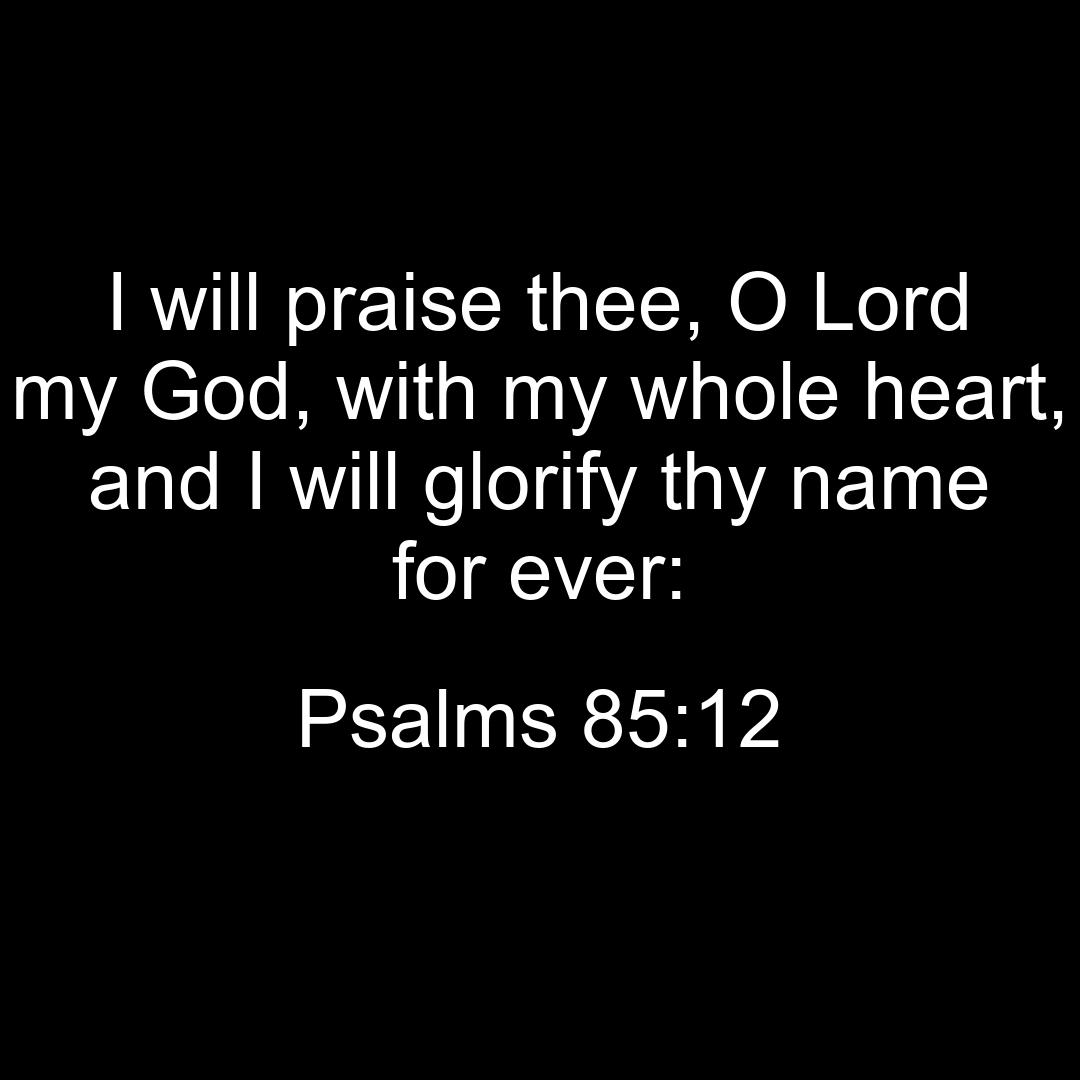 I will praise thee, O Lord
my God, with my whole heart,
and I will glorify thy name
for ever:
Psalms 85:12